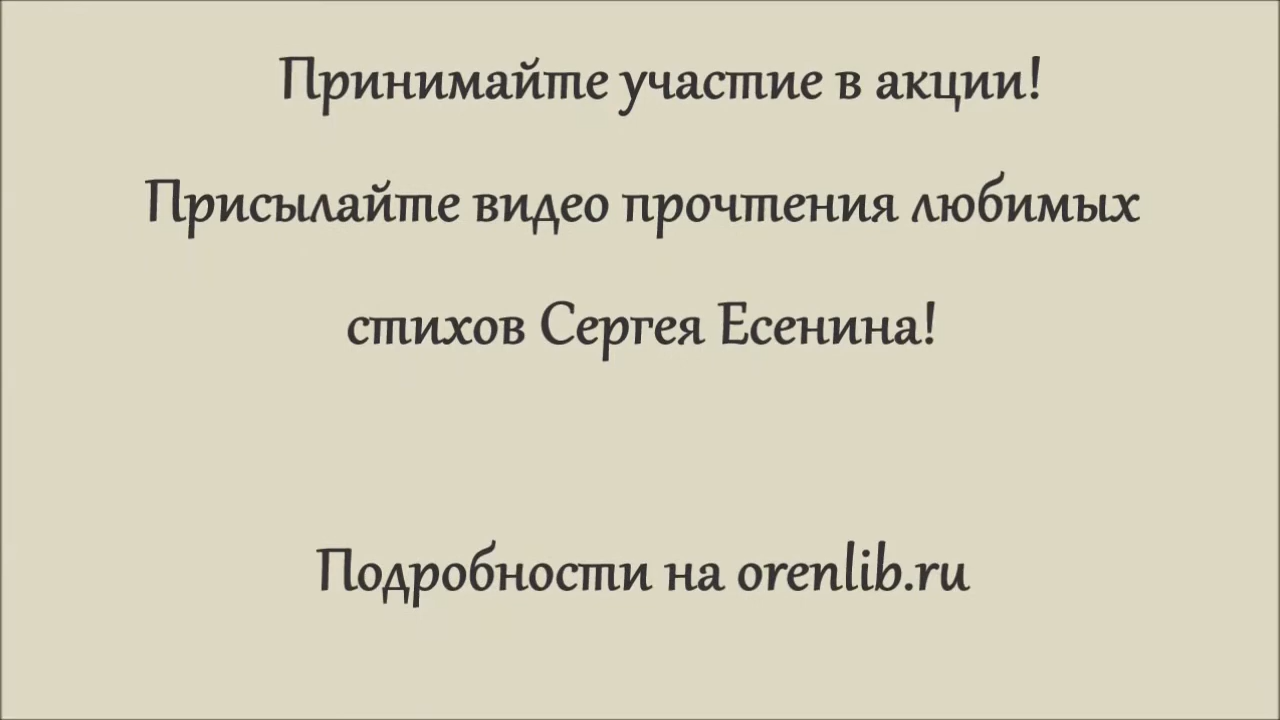 Принимайте участие в акции!
Присылайте видео прочтения любимых
стихов Сергея Есенина!
Подробности на orenlib.ru